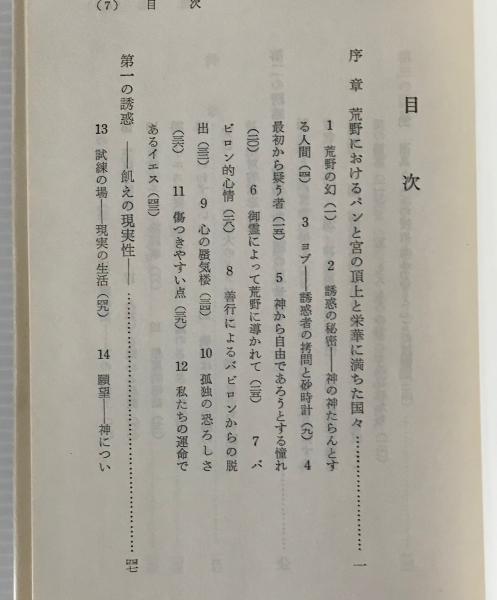 目次
序章　荒野におけるパンと宮の頂上と栄華に満ちた国々……………………一
1　荒野の幻(一)　2　誘惑の秘密——神の神たらんとす
る人間(四)　3　ヨブ——誘惑者の拷問と砂時計(九)　4
最初から疑う者(一五)　5　神から自由であろうとする憧れ
(二〇)　6　御霊によって荒野に導かれて(二五)　7　バ
ビロン的心情(二八)　8　善行によるバビロンからの脱
出(三三)　9　心の蜃気楼(三四)　10　孤独の恐ろしさ
(三六)　11　傷つきやすい点(三九)　12　私たちの運命で
あるイエス(四三)
第一の誘惑　——飢えの現実性——……………………四七
13　試練の場——現実の生活(四九)　14　願望——神につい
(7)　目次